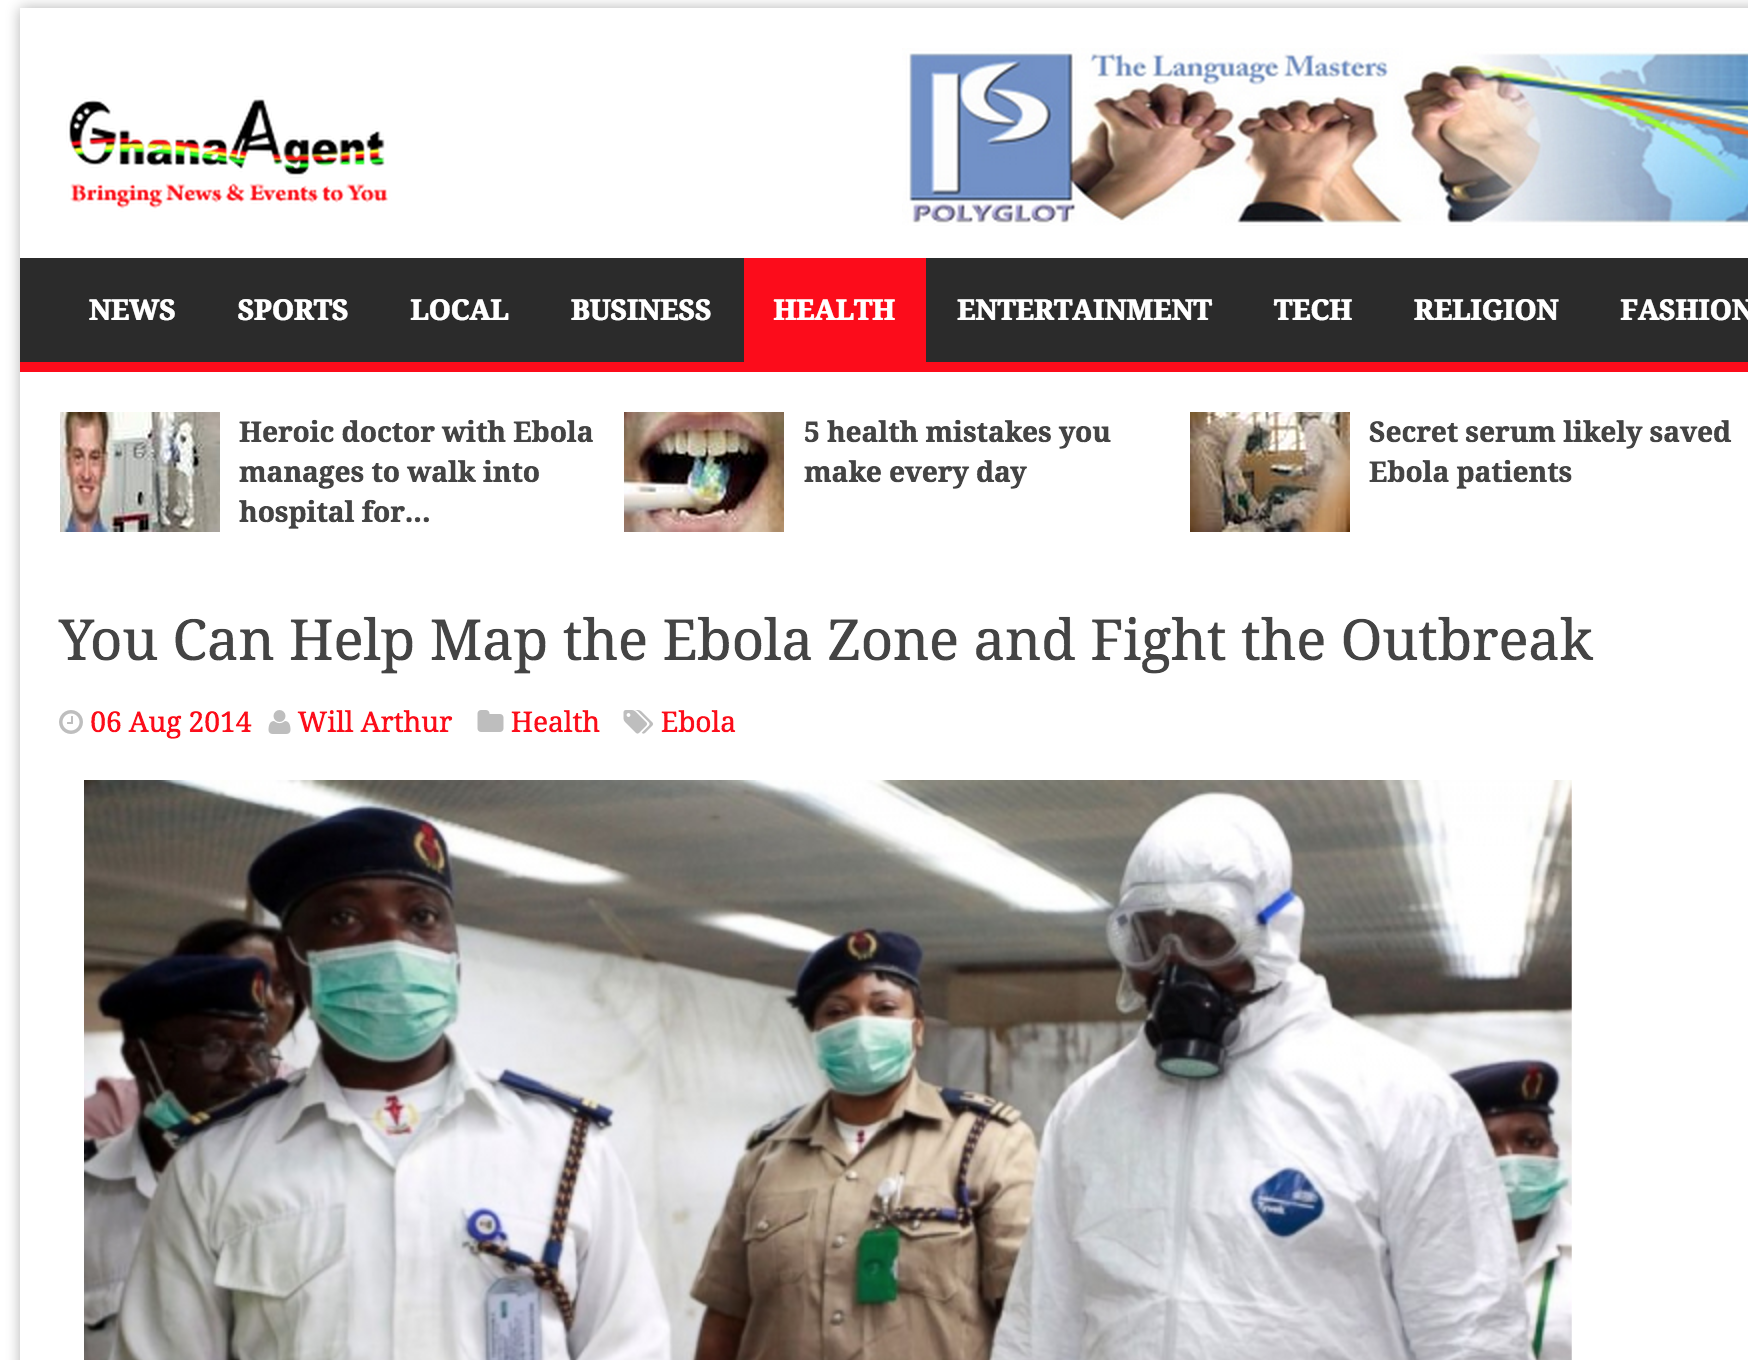 The Language Masters
GhanaAgent
Bringing News & Events to You
POLYGLOT
NEWS SPORTS LOCAL BUSINESS HEALTH ENTERTAINMENT TECH RELIGION FASHION
Heroic doctor with Ebola
manages to walk into
hospital for...
5 health mistakes you
make every day
Secret serum likely saved
Ebola patients
You Can Help Map the Ebola Zone and Fight the Outbreak
06 Aug 2014 Will Arthur Health Ebola
Tyvek